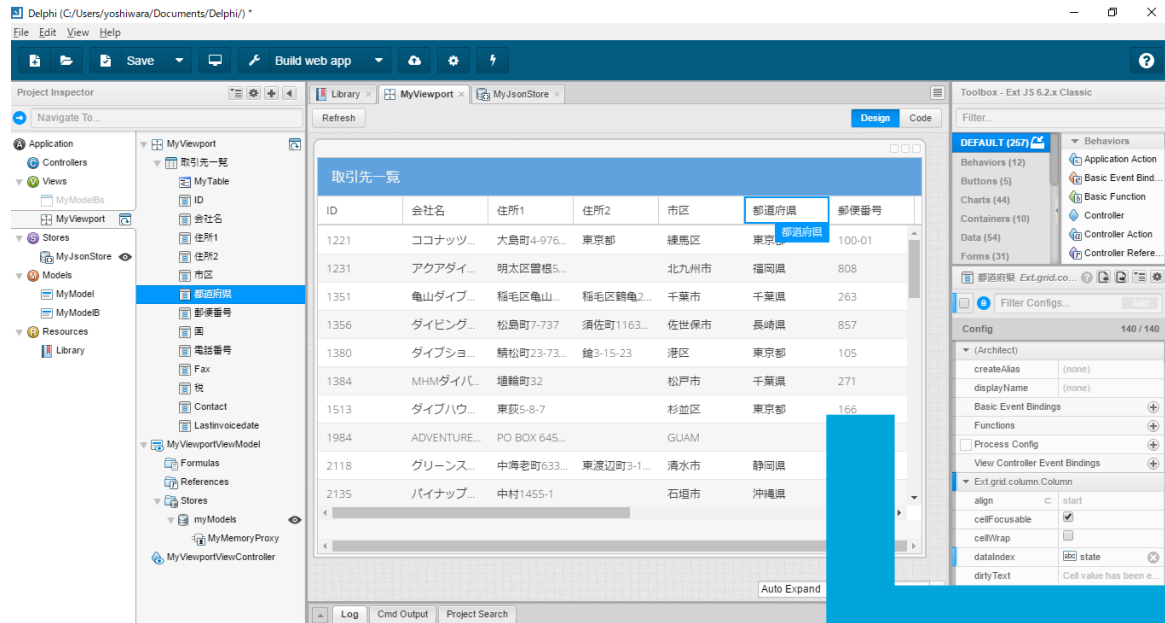 Delphi (C:/Users/yoshiwara/Documents/Delphi/) *
File Edit View Help
Save Build web app
Project Inspector
Navigate To...
Application
Controllers
Views
MyModelBs
MyViewport
Stores
MyJsonStore
Models
MyModel
MyModelB
Resources
Library
MyViewport
取引先一覧
MyTable
ID
会社名
住所1
住所2
市区
都道府県
郵便番号
国
電話番号
Fax
税
Contact
Lastinvoicedate
MyViewportViewModel
Formulas
References
Stores
myModels
MyMemoryProxy
MyViewportViewController
Library × MyViewport × MyJsonStore ×
Refresh Design Code
取引先一覧
ID 会社名 住所1 住所2 市区 都道府県 郵便番号
都道府県
1221 ココナッツ... 大島町4-976... 東京都 練馬区 東京 100-01
1231 アクアダイ... 明太区曽根5... 北九州市 福岡県 808
1351 亀山ダイブ... 稲毛区亀山... 稲毛区鶴亀2... 千葉市 千葉県 263
1356 ダイビング... 松島町7-737 須佐町1163... 佐世保市 長崎県 857
1380 ダイブショ... 鯖松町23-73... 鎗3-15-23 港区 東京都 105
1384 MHMダイバ... 埴輪町32 松戸市 千葉県 271
1513 ダイブハウ... 東荻5-8-7 杉並区 東京都 166
1984 ADVENTURE... PO BOX 645... GUAM
2118 グリーンス... 中海老町633... 東渡辺町3-1... 清水市 静岡県
2135 パイナップ... 中村1455-1 石垣市 沖縄県
Auto Expand
Log Cmd Output Project Search
Toolbox - Ext JS 6.2.x Classic
Filter...
DEFAULT (257)
Behaviors (12)
Buttons (5)
Charts (44)
Containers (10)
Data (54)
Forms (31)
Behaviors
Application Action
Basic Event Bind...
Basic Function
Controller
Controller Action
Controller Refere...
都道府県 Ext.grid.co...
Filter Configs... Add
Config 140 / 140
(Architect)
createAlias (none)
displayName (none)
Basic Event Bindings
Functions
Process Config
View Controller Event Bindings
Ext.grid.column.Column
align start
cellFocusable
cellWrap
dataIndex abc state
dirtyText Cell value has been e...